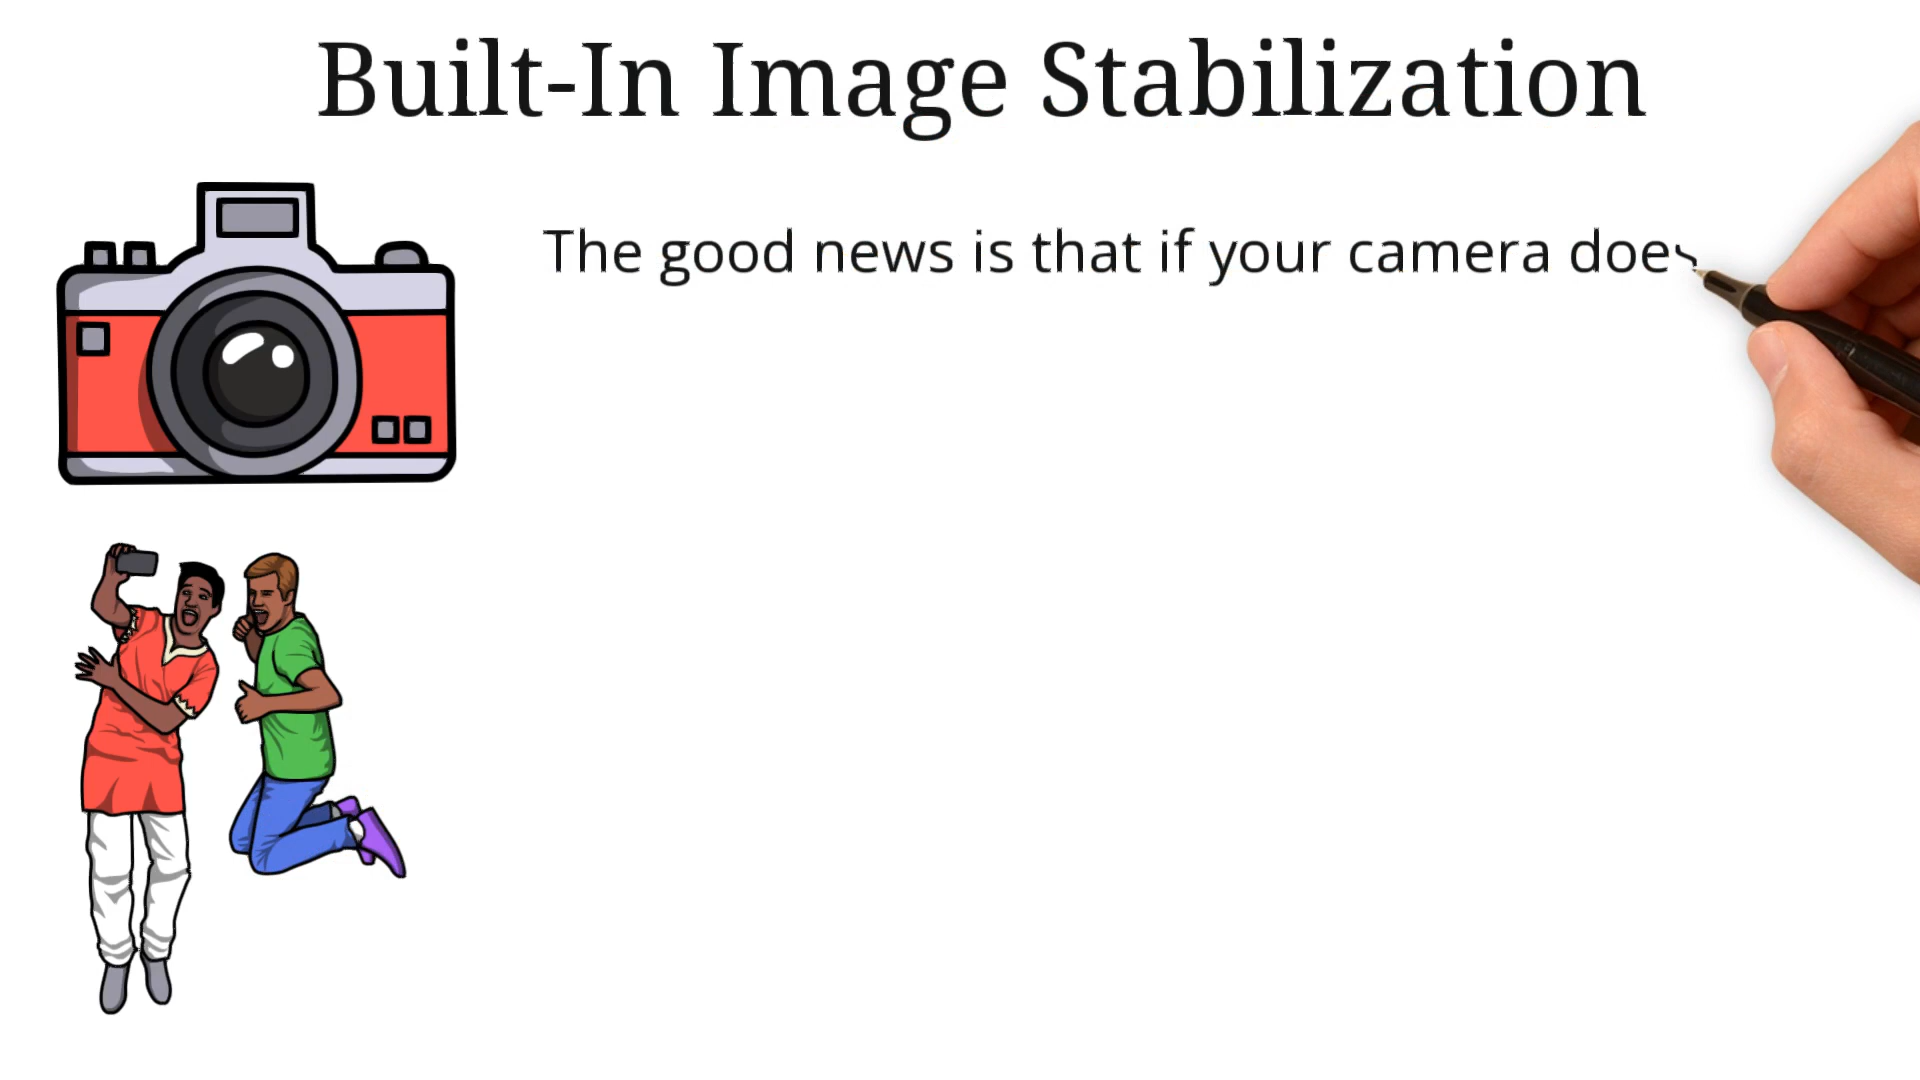 Built-In Image Stabilization
The good news is that if your camera does